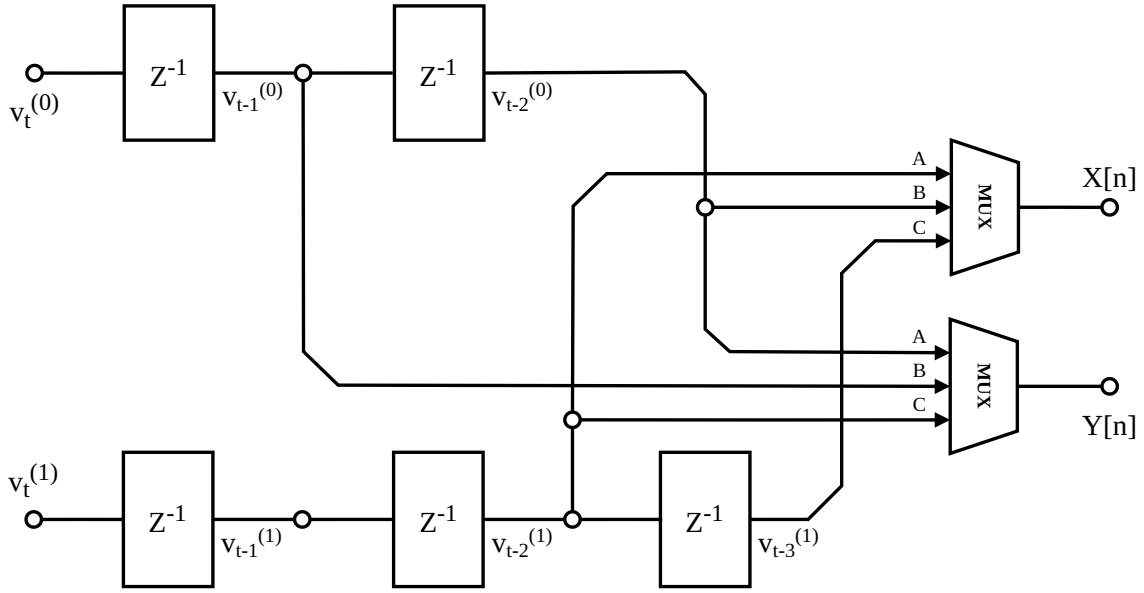 Z⁻¹
Z⁻¹
vₜ⁽⁰⁾
vₜ₋₁⁽⁰⁾
vₜ₋₂⁽⁰⁾
A
B
C
MUX
X[n]
A
B
C
MUX
Y[n]
vₜ⁽¹⁾
Z⁻¹
Z⁻¹
Z⁻¹
vₜ₋₁⁽¹⁾
vₜ₋₂⁽¹⁾
vₜ₋₃⁽¹⁾